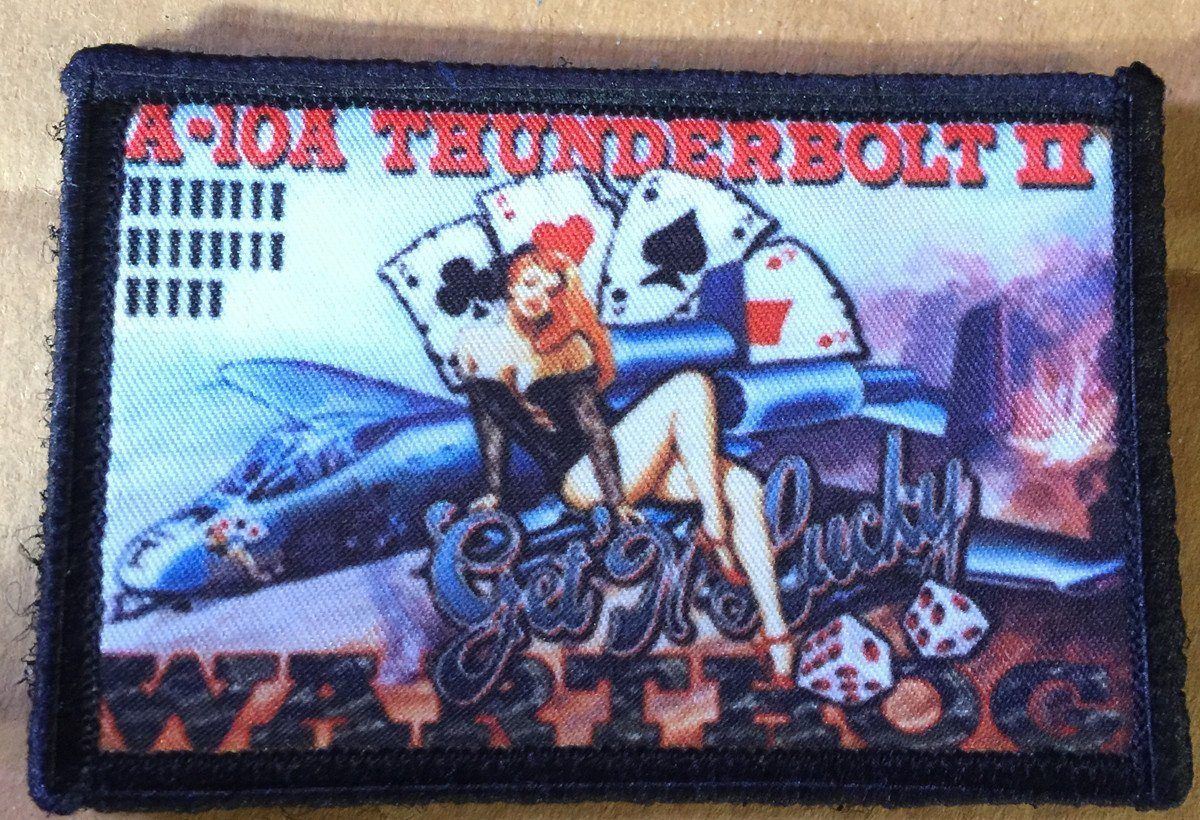 A-10A THUNDERBOLT II
Get'N Lucky
WARTHOG